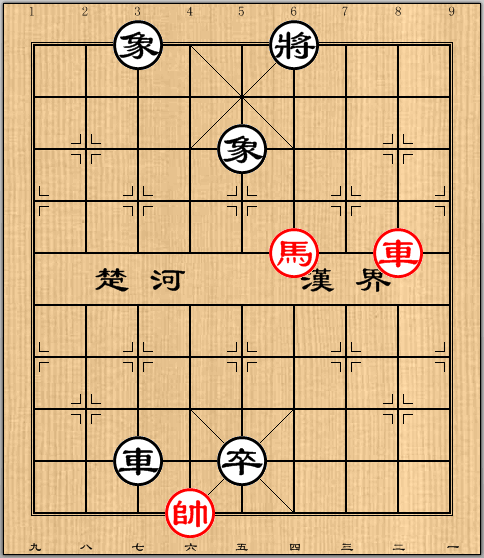 1 2 3 4 5 6 7 8 9
象 將
象
馬 車
楚 河 漢 界
車 卒
帥
九 八 七 六 五 四 三 二 一